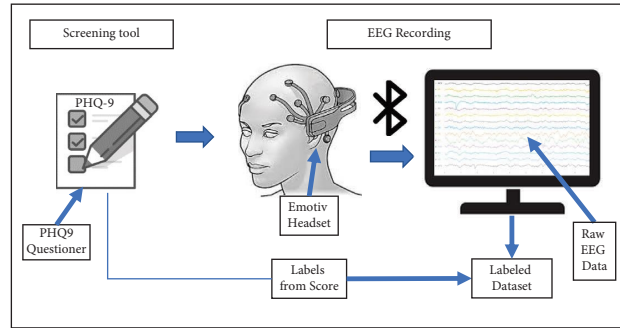 Screening tool
EEG Recording
PHQ-9
Emotiv
Headset
PHQ9
Questioner
Labels
from Score
Labeled
Dataset
Raw
EEG
Data